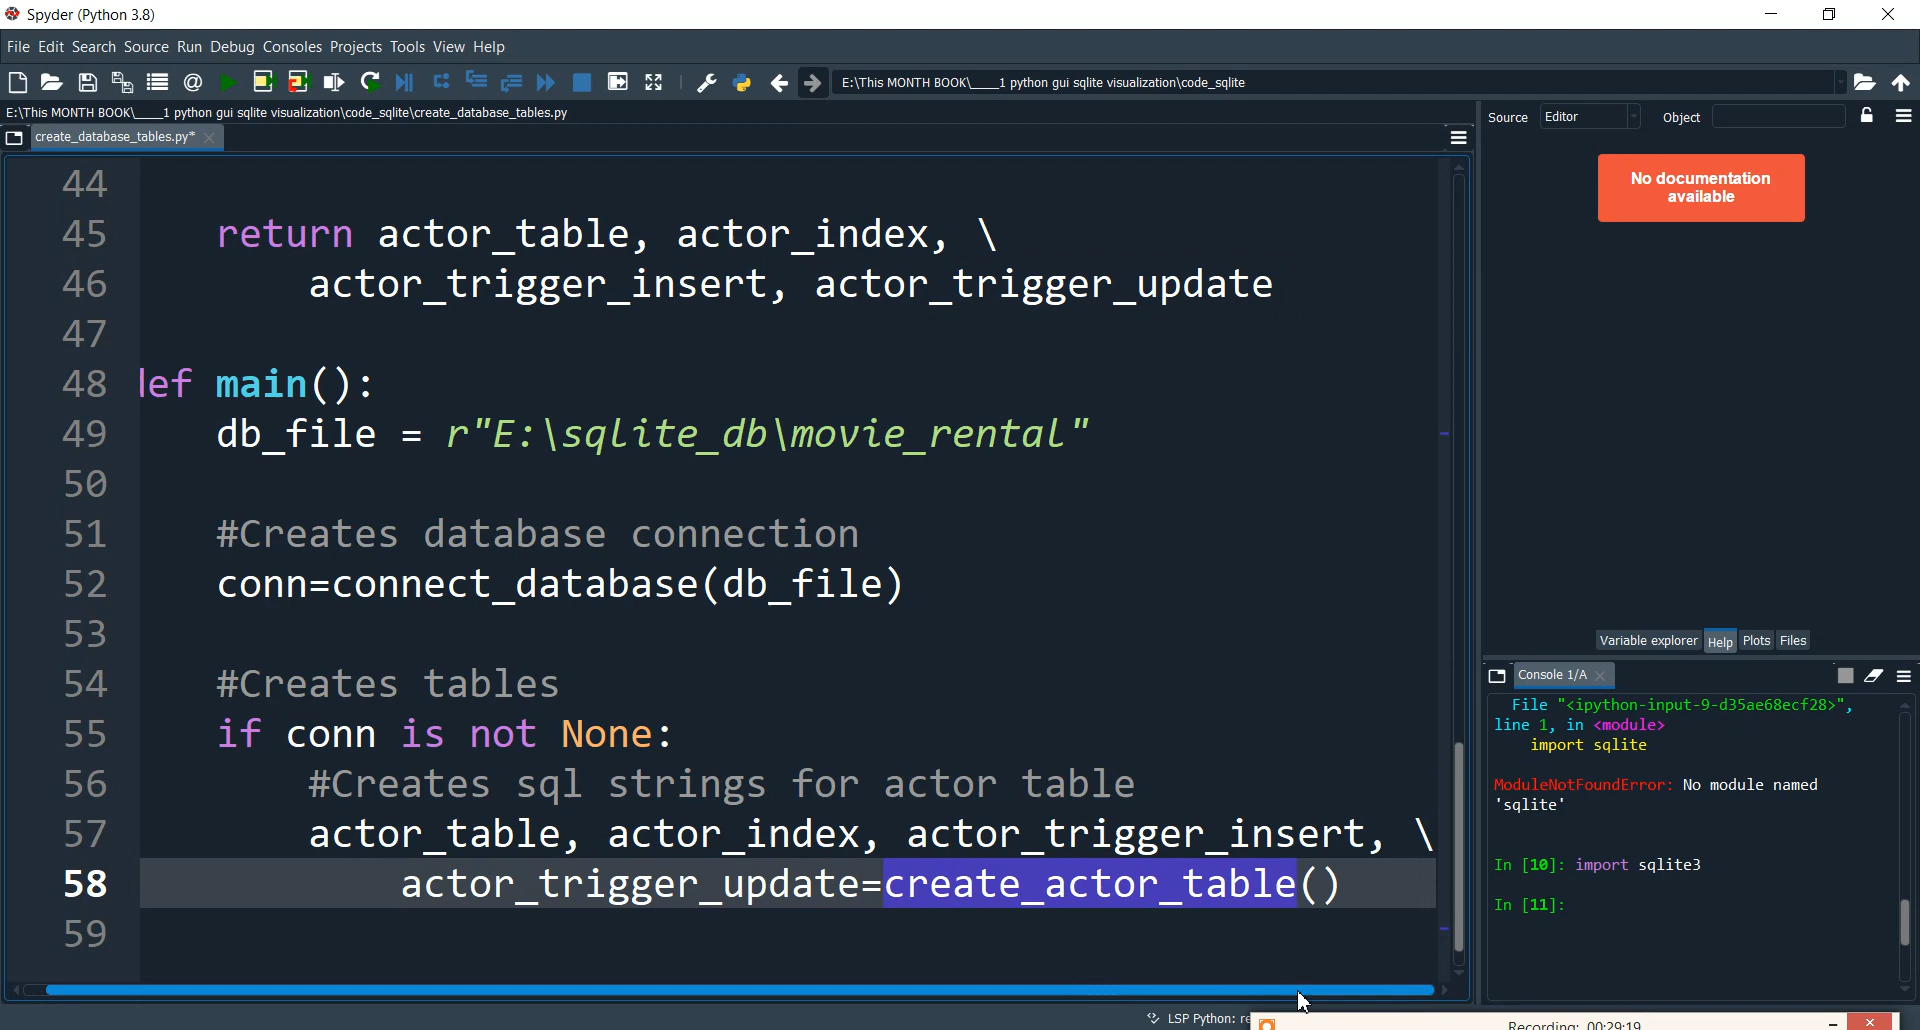 Spyder (Python 3.8)
File Edit Search Source Run Debug Consoles Projects Tools View Help
E:\This MONTH BOOK\____1 python gui sqlite visualization\code_sqlite
E:\This MONTH BOOK\____1 python gui sqlite visualization\code_sqlite\create_database_tables.py
Source Editor Object
create_database_tables.py*
No documentation
available
44
45 return actor_table, actor_index, \
46 actor_trigger_insert, actor_trigger_update
47
48 def main():
49 db_file = r"E:\sqlite_db\movie_rental"
50
51 #Creates database connection
52 conn=connect_database(db_file)
53
54 #Creates tables
55 if conn is not None:
56 #Creates sql strings for actor table
57 actor_table, actor_index, actor_trigger_insert, \
58 actor_trigger_update=create_actor_table()
59
Variable explorer Help Plots Files
Console 1/A
File "<ipython-input-9-d35ae68ecf28>",
line 1, in <module>
import sqlite
ModuleNotFoundError: No module named
'sqlite'
In [10]: import sqlite3
In [11]:
LSP Python: re
Recording: 00:29:19